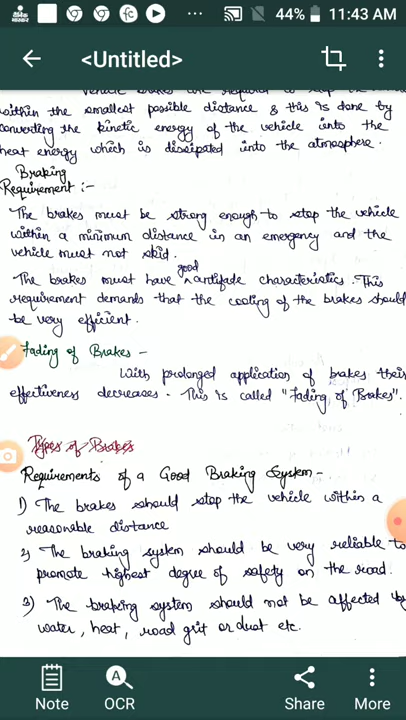 44% 11:43 AM
<Untitled>
vehicle brakes are required to stop the
within the smallest possible distance & this is done by
converting the kinetic energy of the vehicle into the
heat energy which is dissipated into the atmosphere.
Braking
Requirement :-
The brakes must be strong enough to stop the vehicle
within a minimum distance in an emergency and the
vehicle must not skid.
good
The brakes must have ^ antifade characteristics. This
requirement demands that the cooling of the brakes should
be very efficient.
Fading of Brakes -
With prolonged application of brakes their
effectiveness decreases. This is called "Fading of Brakes".
Types of Brakes
Requirements of a Good Braking System -
1) The brakes should stop the vehicle within a
reasonable distance
2) The braking system should be very reliable to
promote highest degree of safety on the road.
3) The braking system should not be affected by
water, heat, road grit or dust etc.
Note OCR Share More